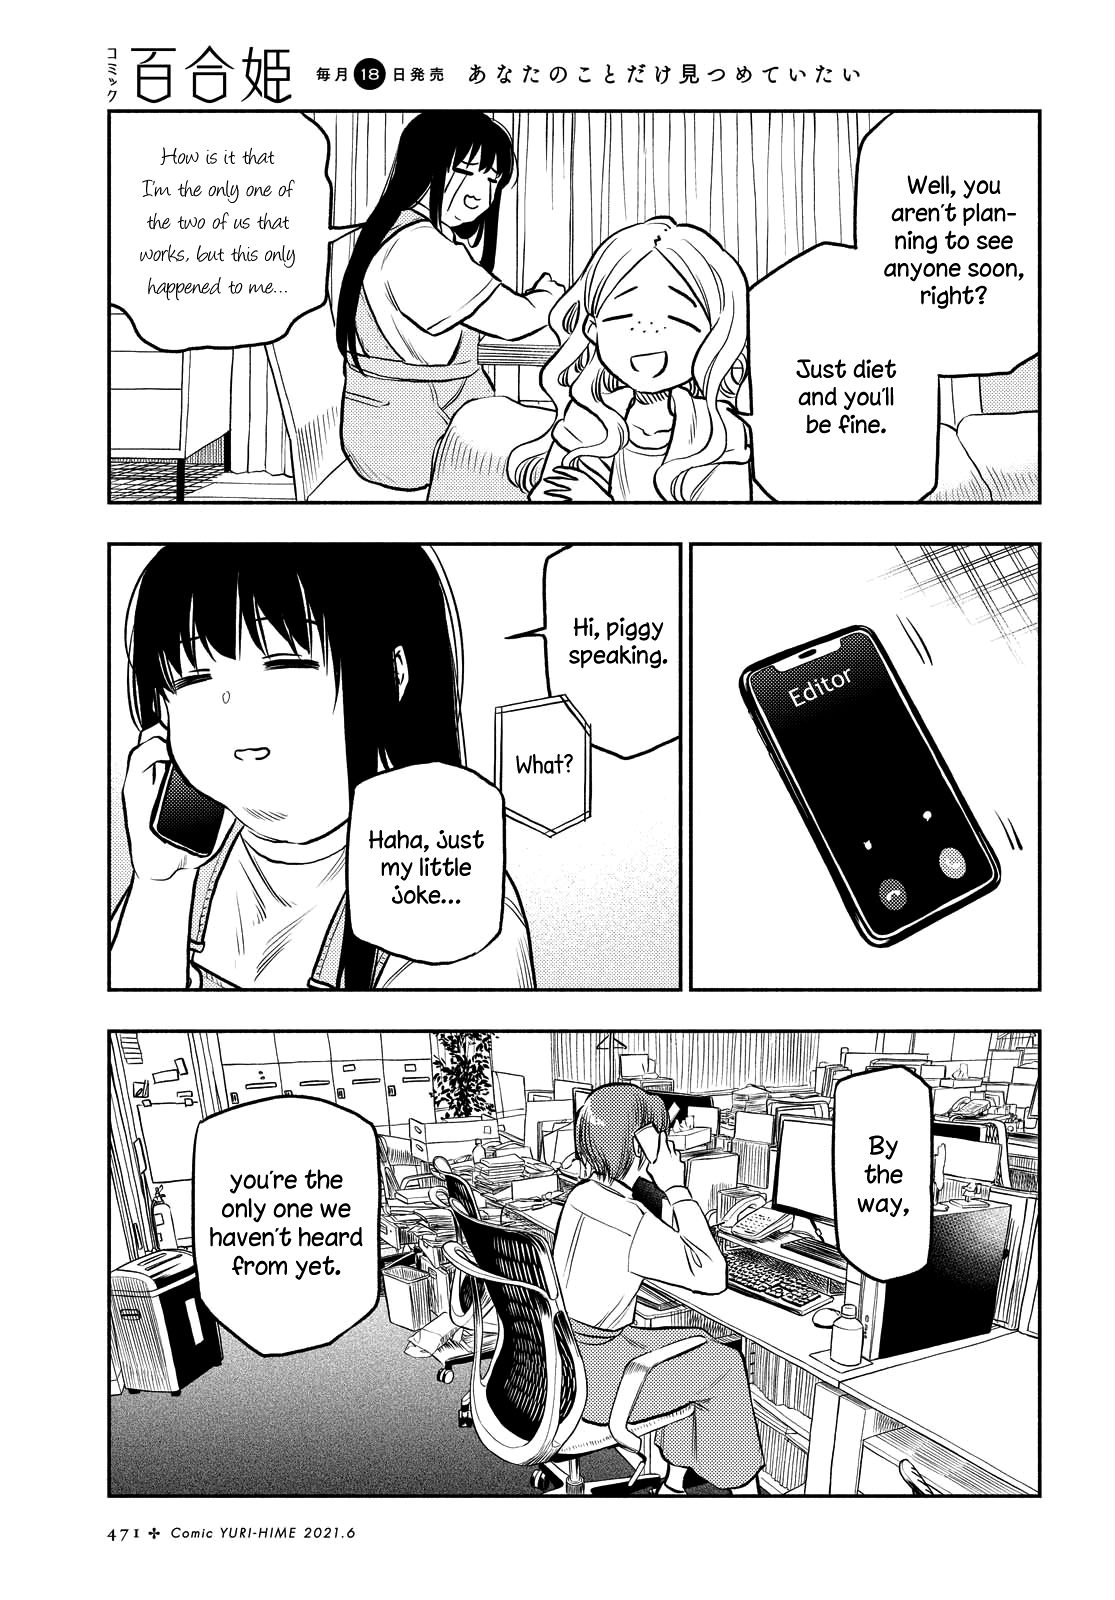 コミック
百合姫
毎月18日発売 あなたのことだけ見つめていたい
Well, you
aren't plan-
ning to see
anyone soon,
right?
Just diet
and you'll
be fine.
How is it that
I'm the only one of
the two of us that
works, but this only
happened to me...
Editor
Hi, piggy
speaking.
What?
Haha, just
my little
joke...
By
the
way,
you're the
only one we
haven't heard
from yet.
471 ✢ Comic YURI-HIME 2021.6